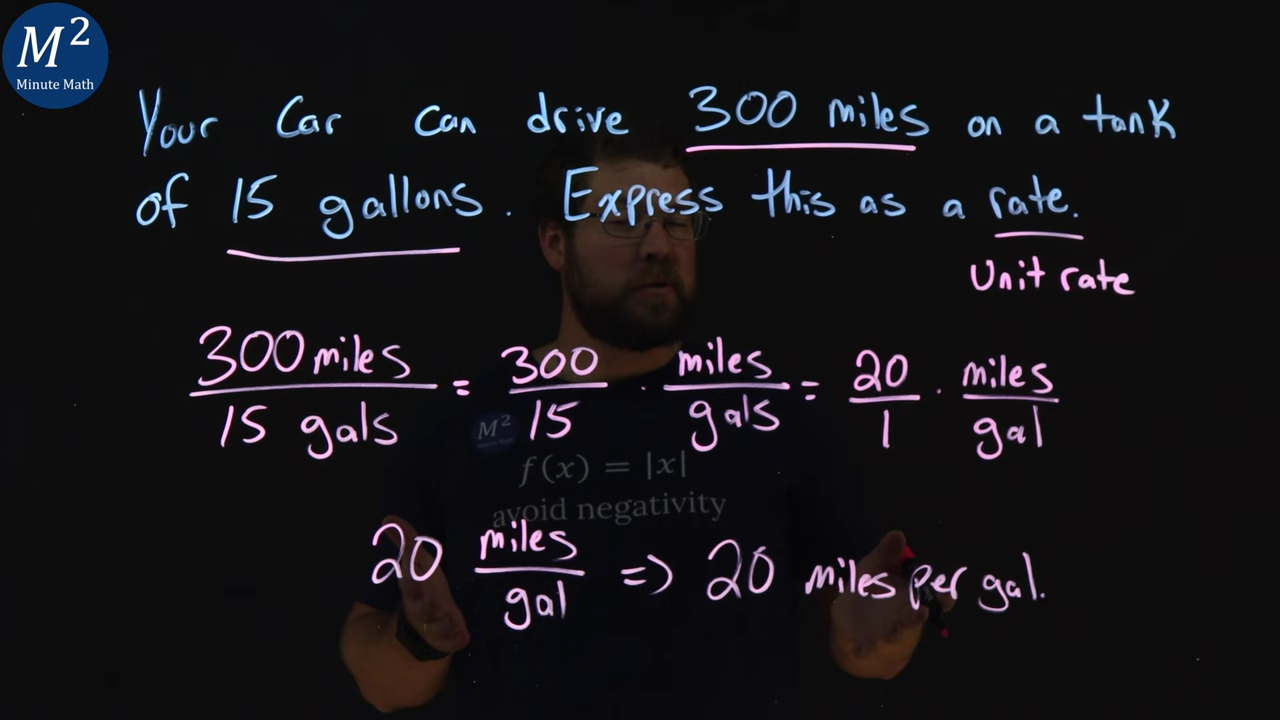 M²
Minute Math
Your Car can drive 300 miles on a tank
of 15 gallons. Express this as a rate.
Unit rate
300 miles / 15 gals = 300 / 15 · miles / gals = 20 / 1 · miles / gal
M²
Minute Math
f(x) = |x|
avoid negativity
20 miles / gal => 20 miles per gal.